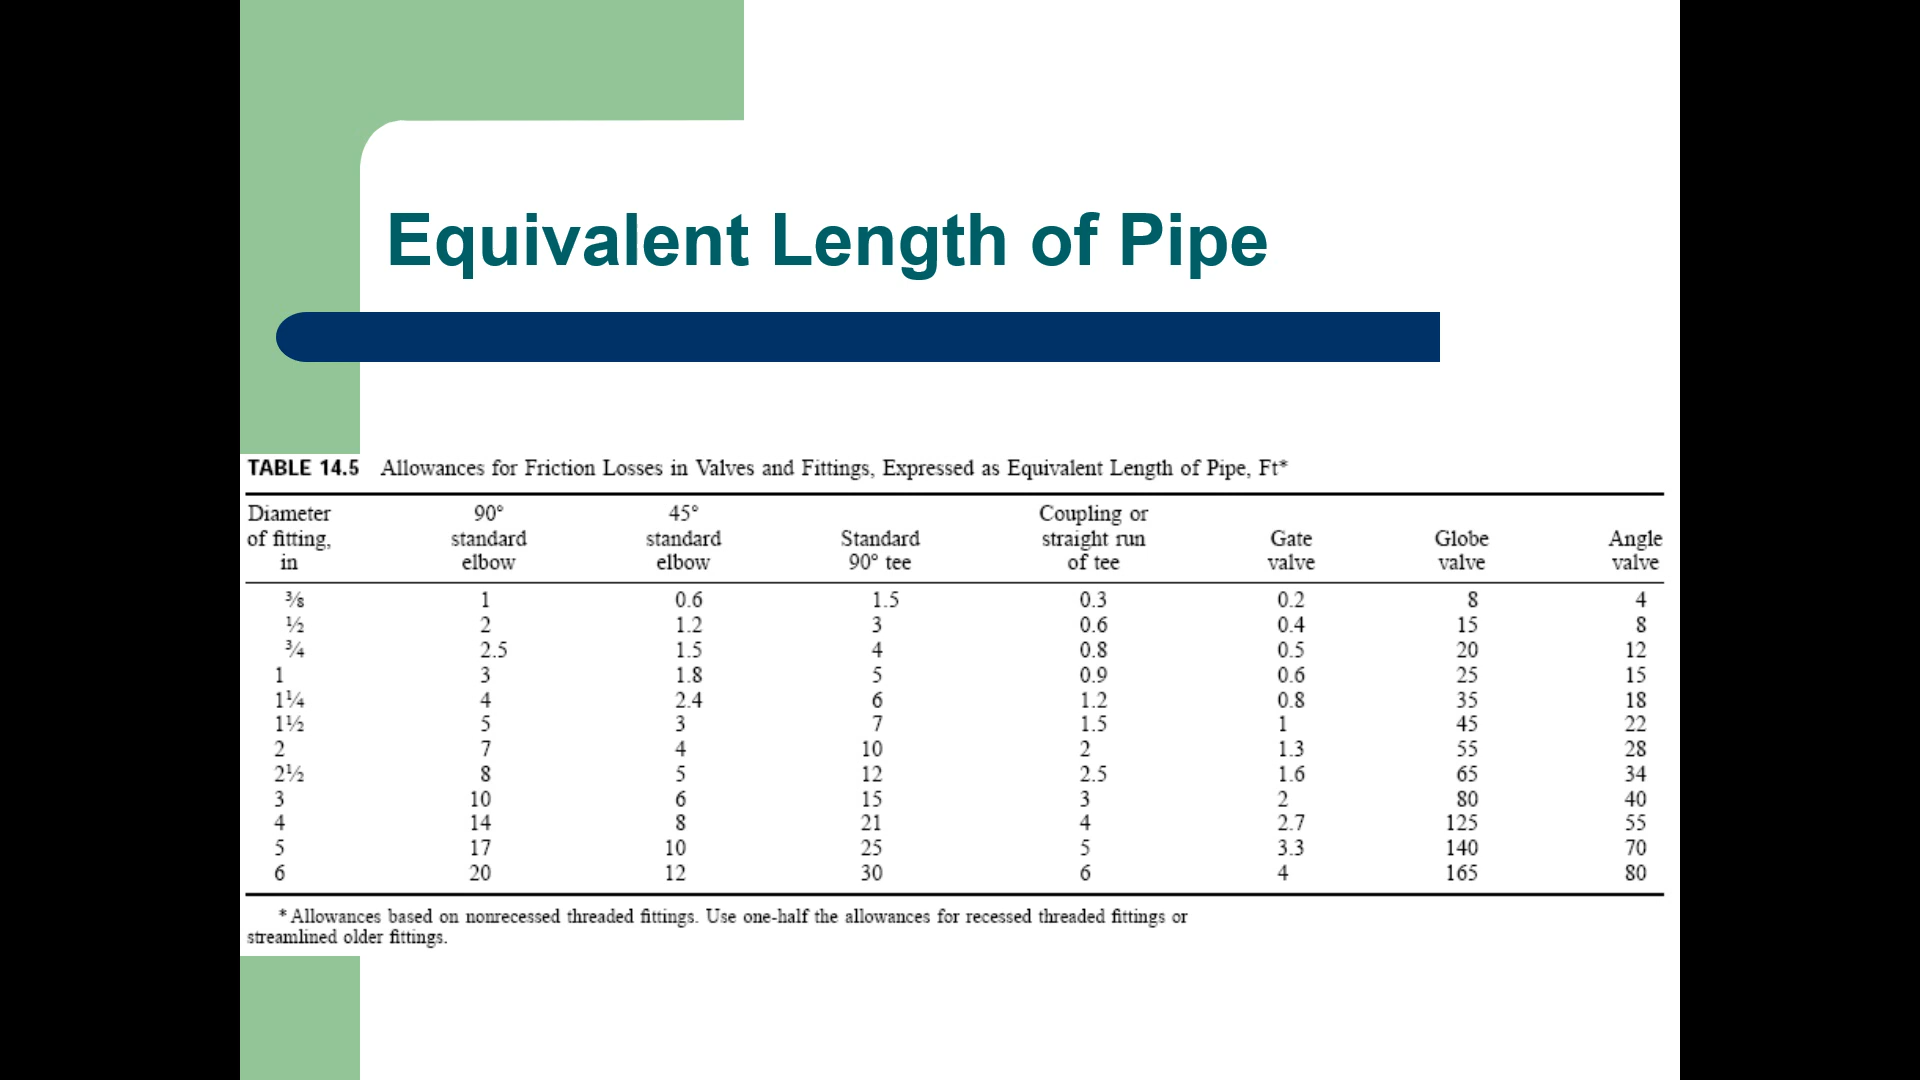 Equivalent Length of Pipe
TABLE 14.5 Allowances for Friction Losses in Valves and Fittings, Expressed as Equivalent Length of Pipe, Ft*
Diameter of fitting, in 90° standard elbow 45° standard elbow Standard 90° tee Coupling or straight run of tee Gate valve Globe valve Angle valve
⅜ 1 0.6 1.5 0.3 0.2 8 4
½ 2 1.2 3 0.6 0.4 15 8
¾ 2.5 1.5 4 0.8 0.5 20 12
1 3 1.8 5 0.9 0.6 25 15
1¼ 4 2.4 6 1.2 0.8 35 18
1½ 5 3 7 1.5 1 45 22
2 7 4 10 2 1.3 55 28
2½ 8 5 12 2.5 1.6 65 34
3 10 6 15 3 2 80 40
4 14 8 21 4 2.7 125 55
5 17 10 25 5 3.3 140 70
6 20 12 30 6 4 165 80
* Allowances based on nonrecessed threaded fittings. Use one-half the allowances for recessed threaded fittings or
streamlined older fittings.